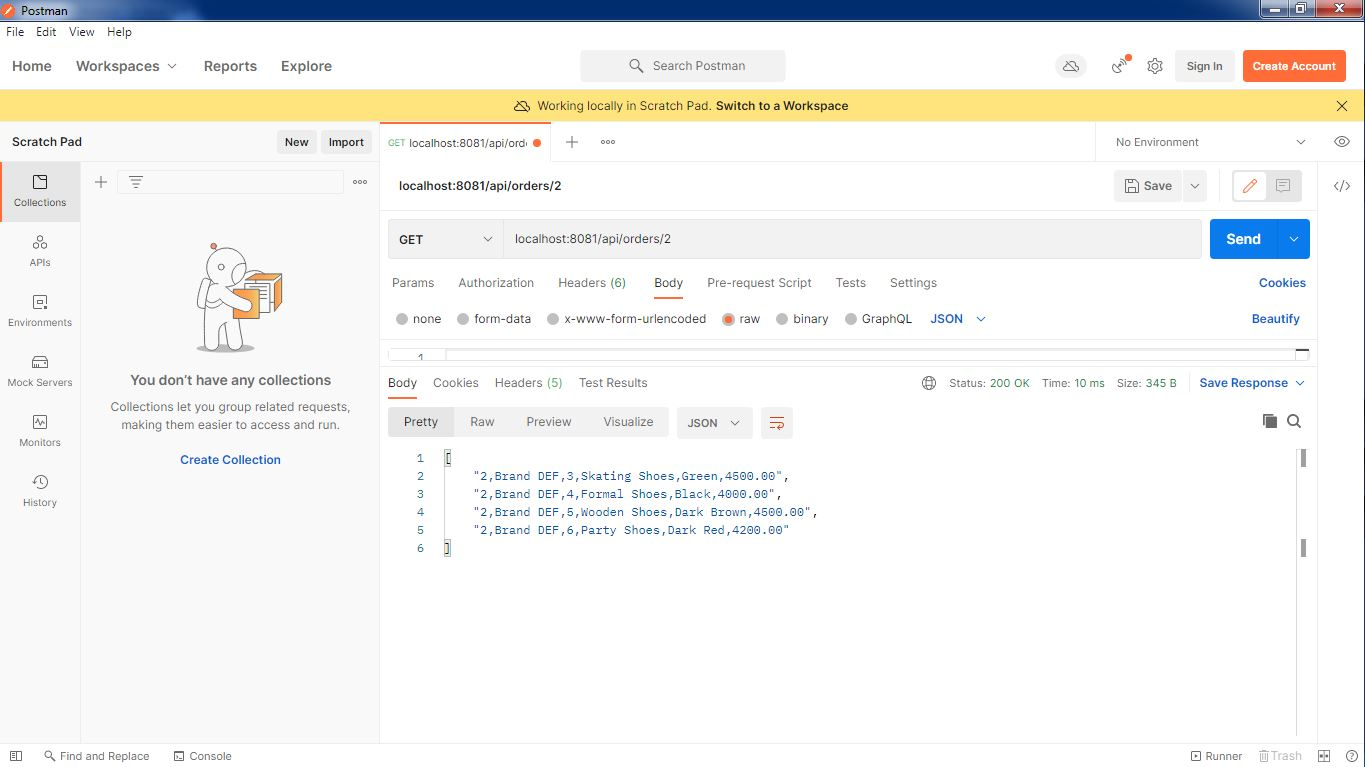 Postman
File Edit View Help
Home Workspaces Reports Explore Search Postman Sign In Create Account
Working locally in Scratch Pad. Switch to a Workspace
Scratch Pad New Import GET localhost:8081/api/ord No Environment
Collections
APIs
Environments
Mock Servers
Monitors
History
You don't have any collections
Collections let you group related requests,
making them easier to access and run.
Create Collection
localhost:8081/api/orders/2 Save
GET localhost:8081/api/orders/2 Send
Params Authorization Headers (6) Body Pre-request Script Tests Settings Cookies
none form-data x-www-form-urlencoded raw binary GraphQL JSON Beautify
1
Body Cookies Headers (5) Test Results Status: 200 OK Time: 10 ms Size: 345 B Save Response
Pretty Raw Preview Visualize JSON
1 [
2 "2,Brand DEF,3,Skating Shoes,Green,4500.00",
3 "2,Brand DEF,4,Formal Shoes,Black,4000.00",
4 "2,Brand DEF,5,Wooden Shoes,Dark Brown,4500.00",
5 "2,Brand DEF,6,Party Shoes,Dark Red,4200.00"
6 ]
Find and Replace Console Runner Trash